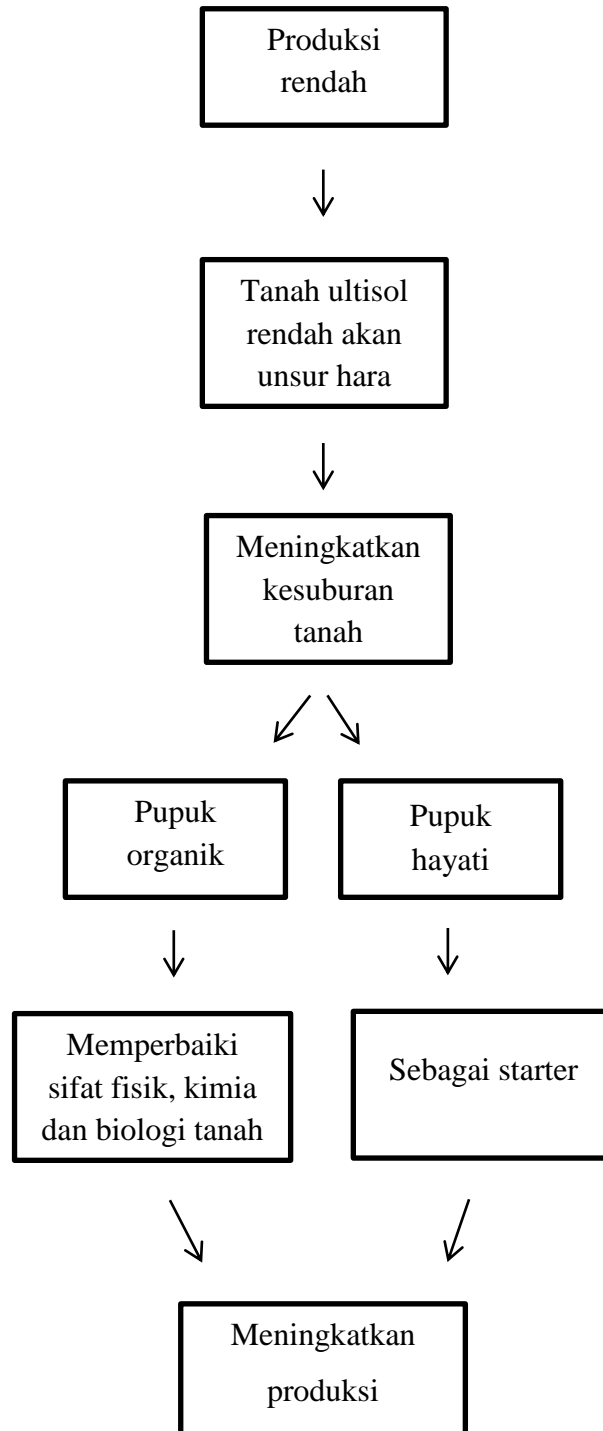 Produksi
rendah
Tanah ultisol
rendah akan
unsur hara
Meningkatkan
kesuburan
tanah
Pupuk
organik
Pupuk
hayati
Memperbaiki
sifat fisik, kimia
dan biologi tanah
Sebagai starter
Meningkatkan
produksi